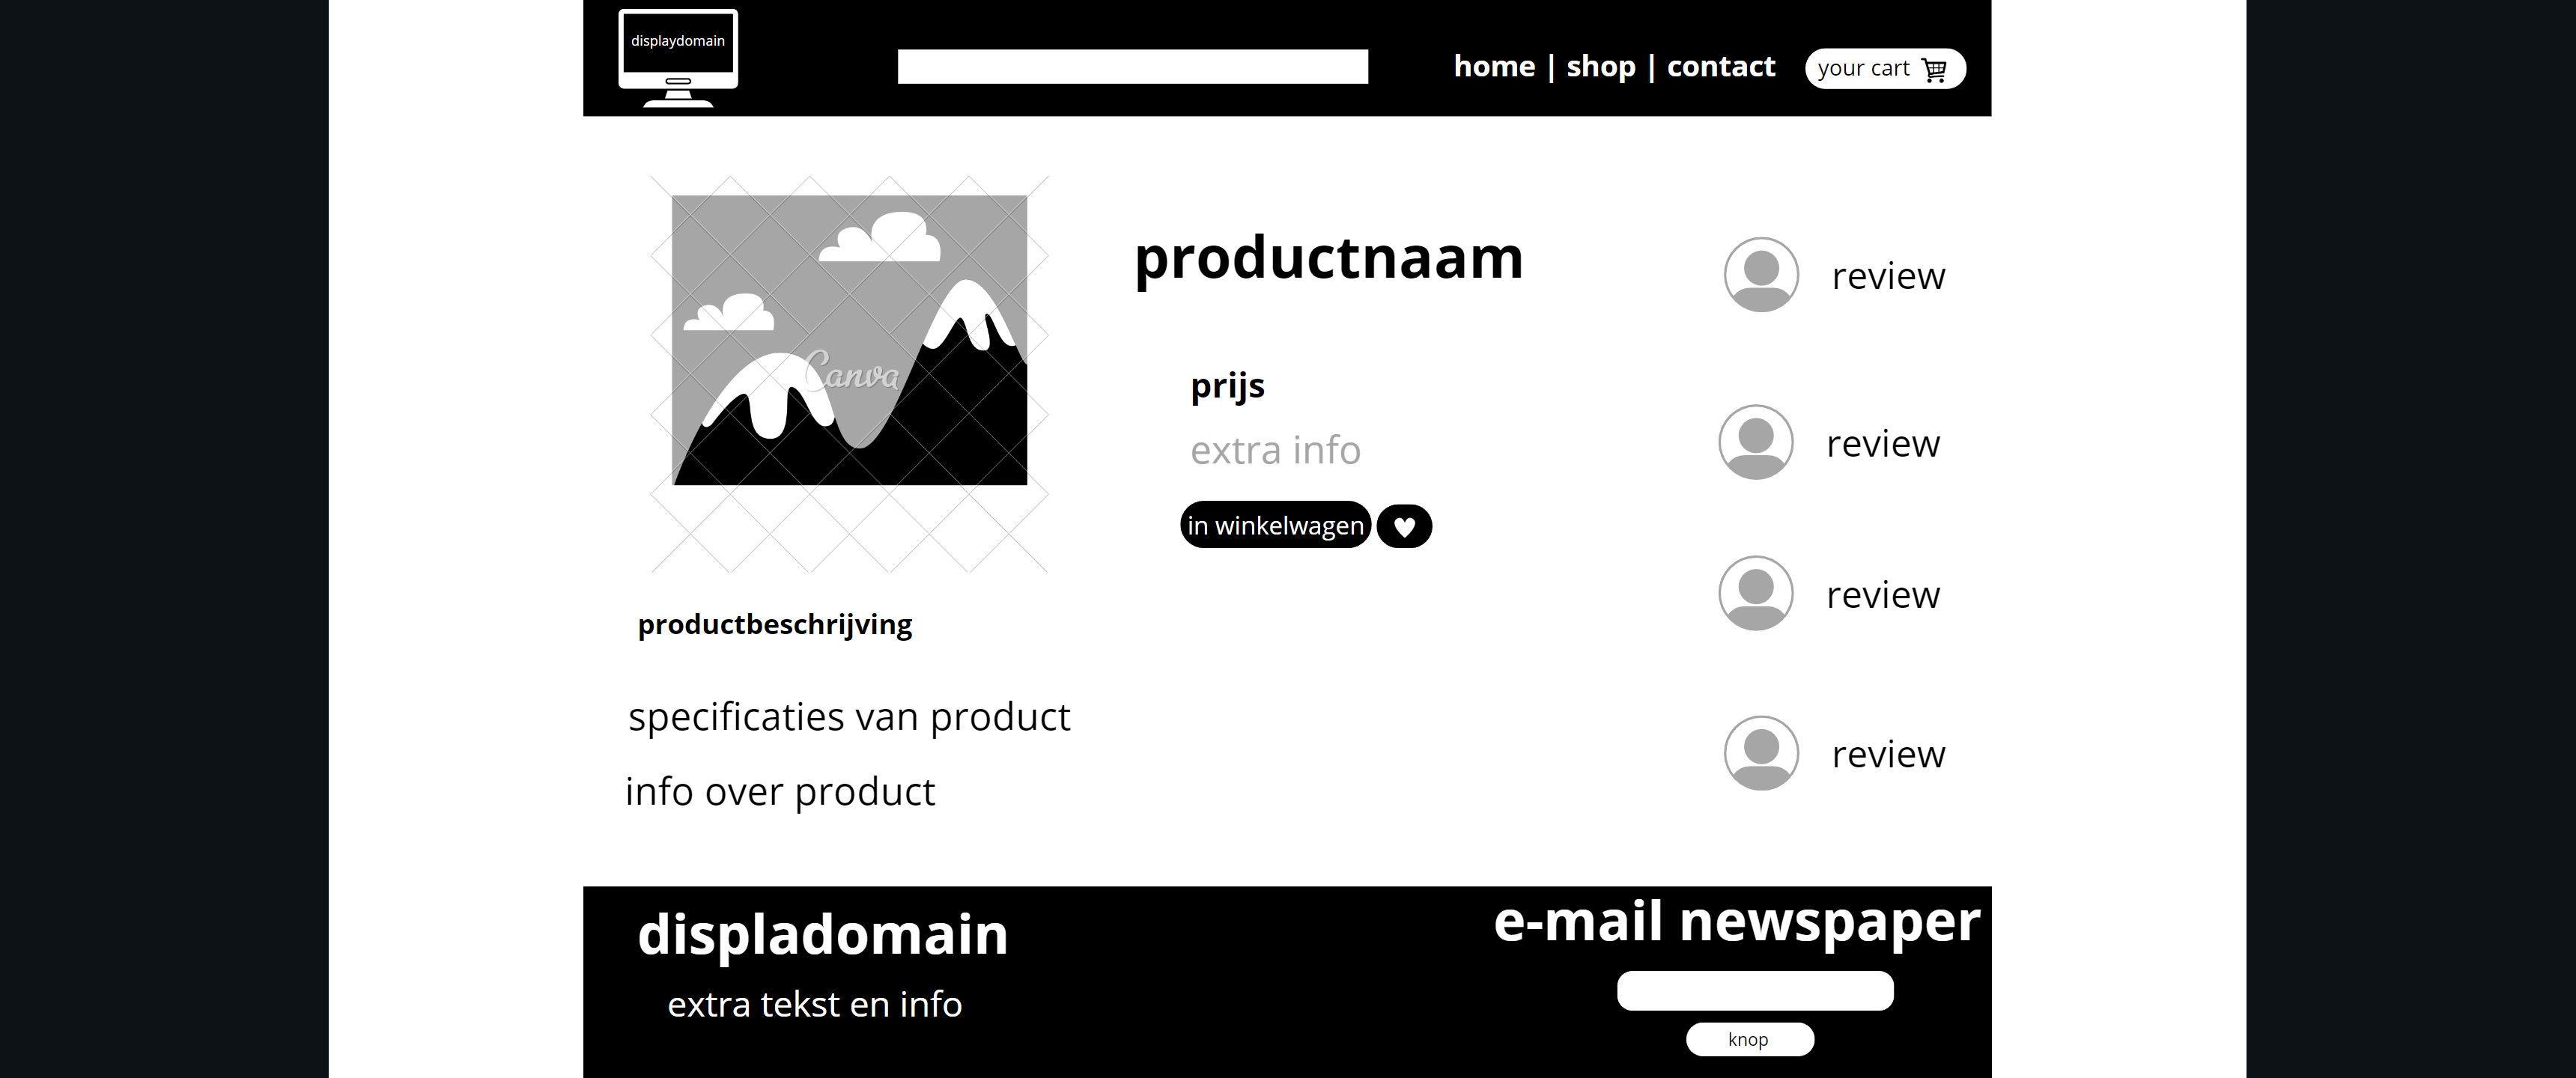 displaydomain
home | shop | contact
your cart
productnaam
Canva
prijs
extra info
in winkelwagen
review
review
review
review
productbeschrijving
specificaties van product
info over product
displadomain
extra tekst en info
e-mail newspaper
knop